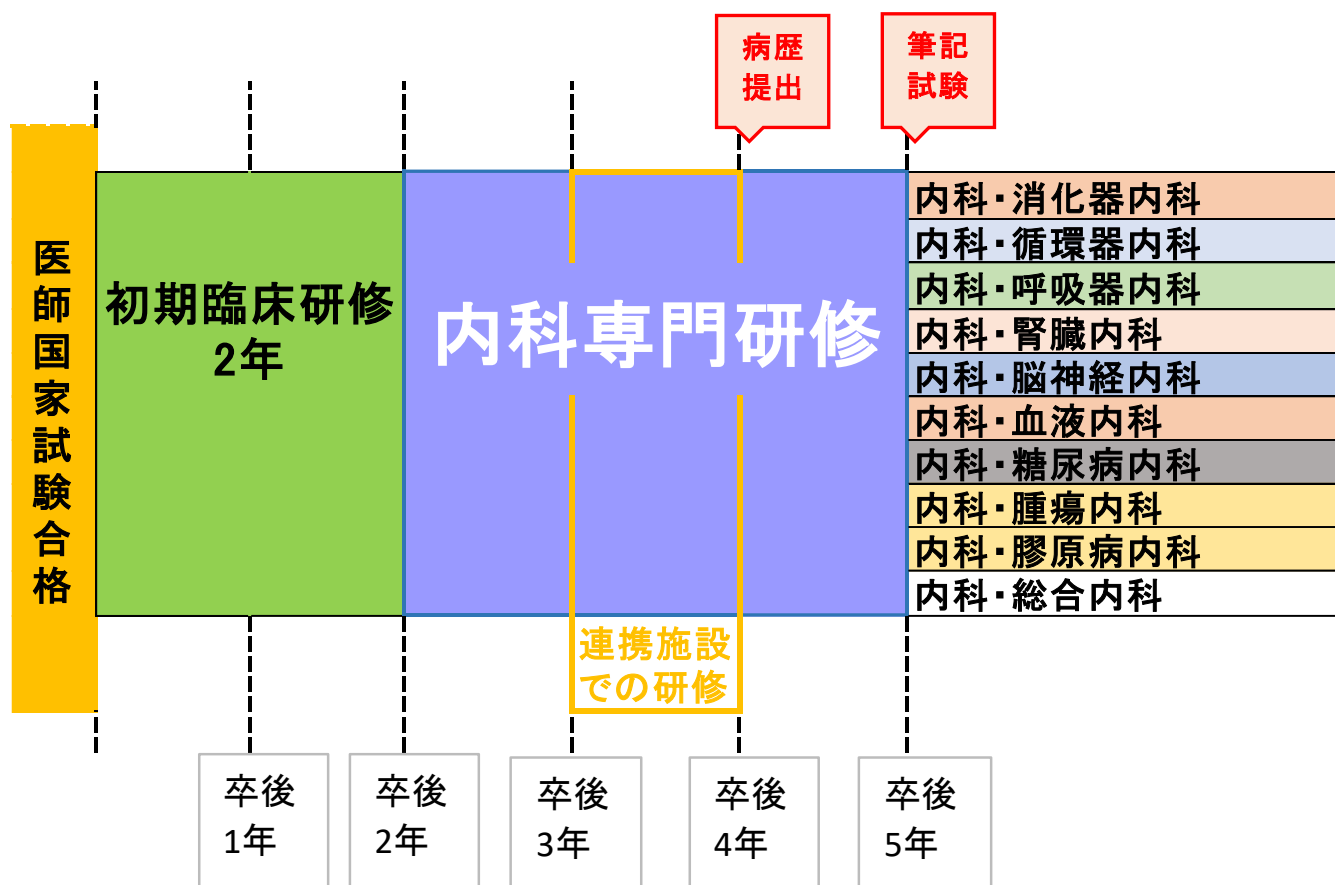 病歴
提出
筆記
試験
医師国家試験合格
初期臨床研修
2年
内科専門研修
内科・消化器内科
内科・循環器内科
内科・呼吸器内科
内科・腎臓内科
内科・脳神経内科
内科・血液内科
内科・糖尿病内科
内科・腫瘍内科
内科・膠原病内科
内科・総合内科
連携施設
での研修
卒後
1年
卒後
2年
卒後
3年
卒後
4年
卒後
5年